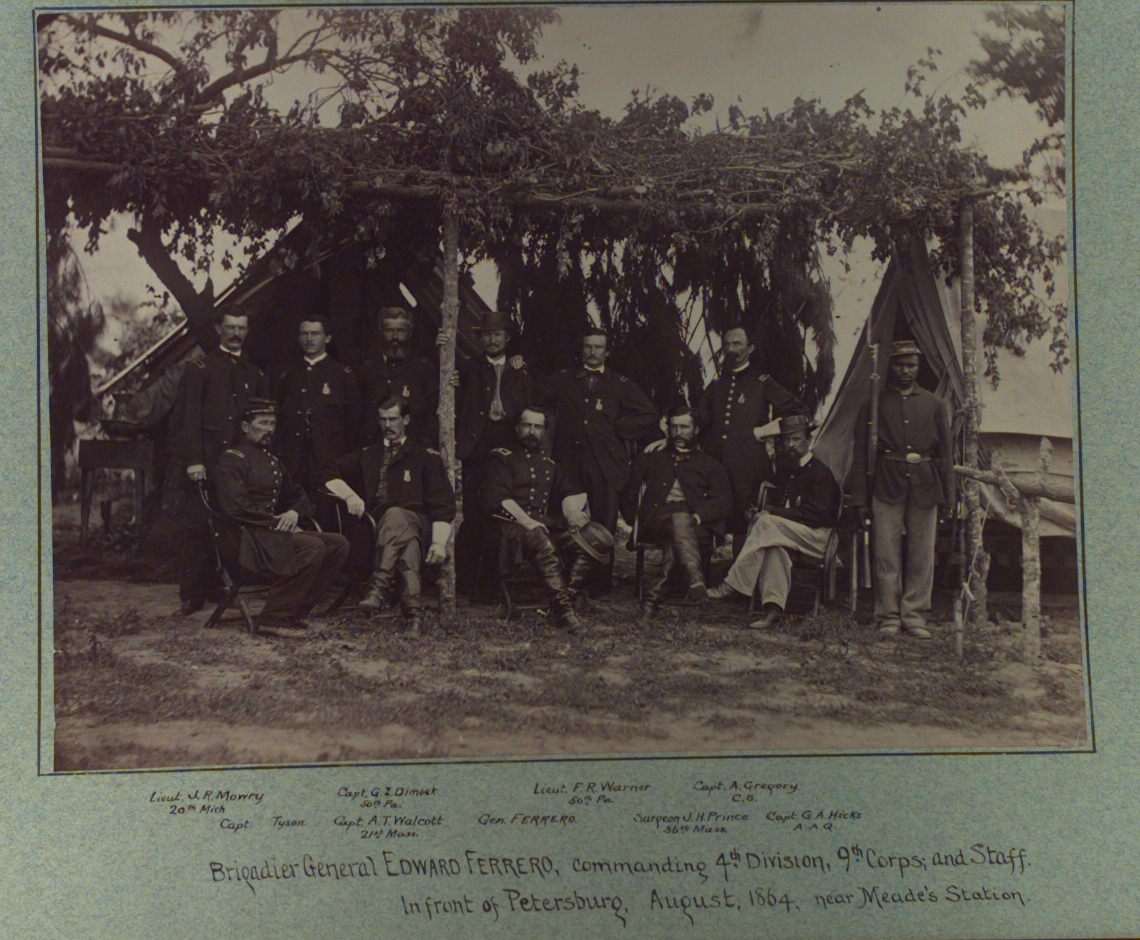 Lieut. J. R. Mowry Capt. G. I. Dimock Lieut. F. R. Warner Capt. A. Gregory
20th Mich 50th Pa. 50th Pa. C.S.
Capt. Tyson. Capt. A. T. Walcott Gen. FERRERO. Surgeon J. H. Prince Capt. G. A. Hicks
21st Mass. 36th Mass. A. A. Q.
Brigadier General EDWARD FERRERO, commanding 4th Division, 9th Corps; and Staff.
In front of Petersburg, August, 1864, near Meade's Station.